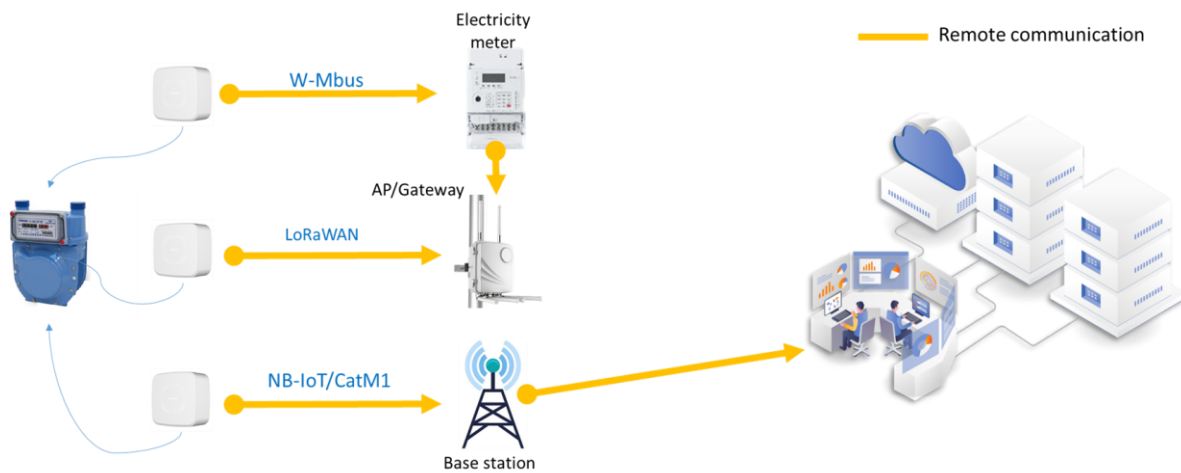 Electricity
meter
Remote communication
W-Mbus
AP/Gateway
LoRaWAN
NB-IoT/CatM1
Base station